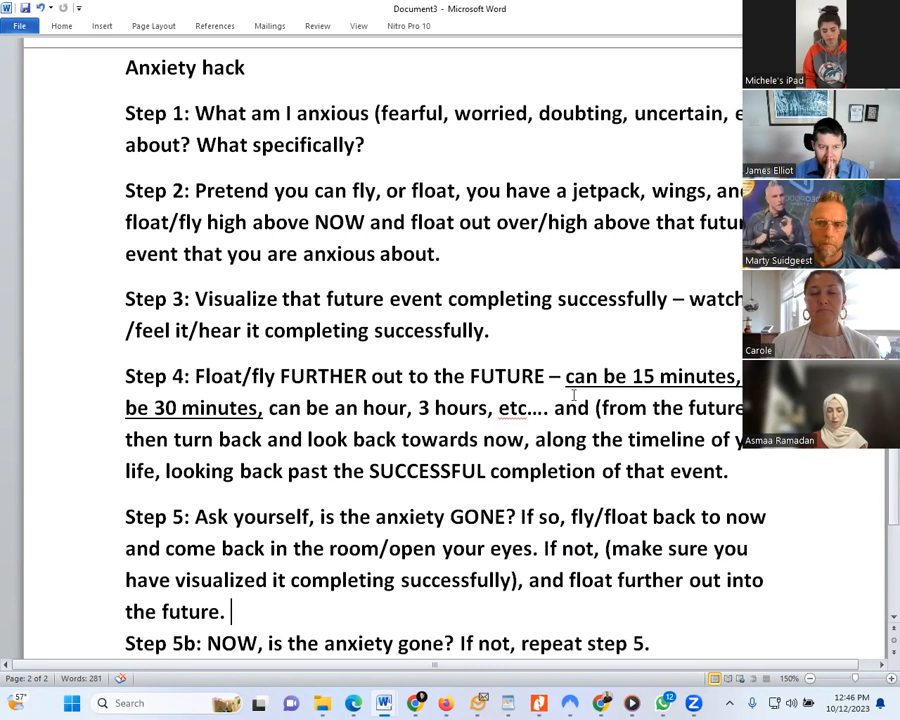 Document3 - Microsoft Word
File Home Insert Page Layout References Mailings Review View Nitro Pro 10
Anxiety hack
Step 1: What am I anxious (fearful, worried, doubting, uncertain, e
about? What specifically?
Step 2: Pretend you can fly, or float, you have a jetpack, wings, and
float/fly high above NOW and float out over/high above that futur
event that you are anxious about.
Step 3: Visualize that future event completing successfully – watch
/feel it/hear it completing successfully.
Step 4: Float/fly FURTHER out to the FUTURE – can be 15 minutes,
be 30 minutes, can be an hour, 3 hours, etc.... and (from the future
then turn back and look back towards now, along the timeline of y
life, looking back past the SUCCESSFUL completion of that event.
Step 5: Ask yourself, is the anxiety GONE? If so, fly/float back to now
and come back in the room/open your eyes. If not, (make sure you
have visualized it completing successfully), and float further out into
the future.
Step 5b: NOW, is the anxiety gone? If not, repeat step 5.
Michele's iPad
James Elliot
Marty Suidgeest
Carole
Asmaa Ramadan
Page: 2 of 2 Words: 281 150%
57° Search 12 12:46 PM
10/12/2023